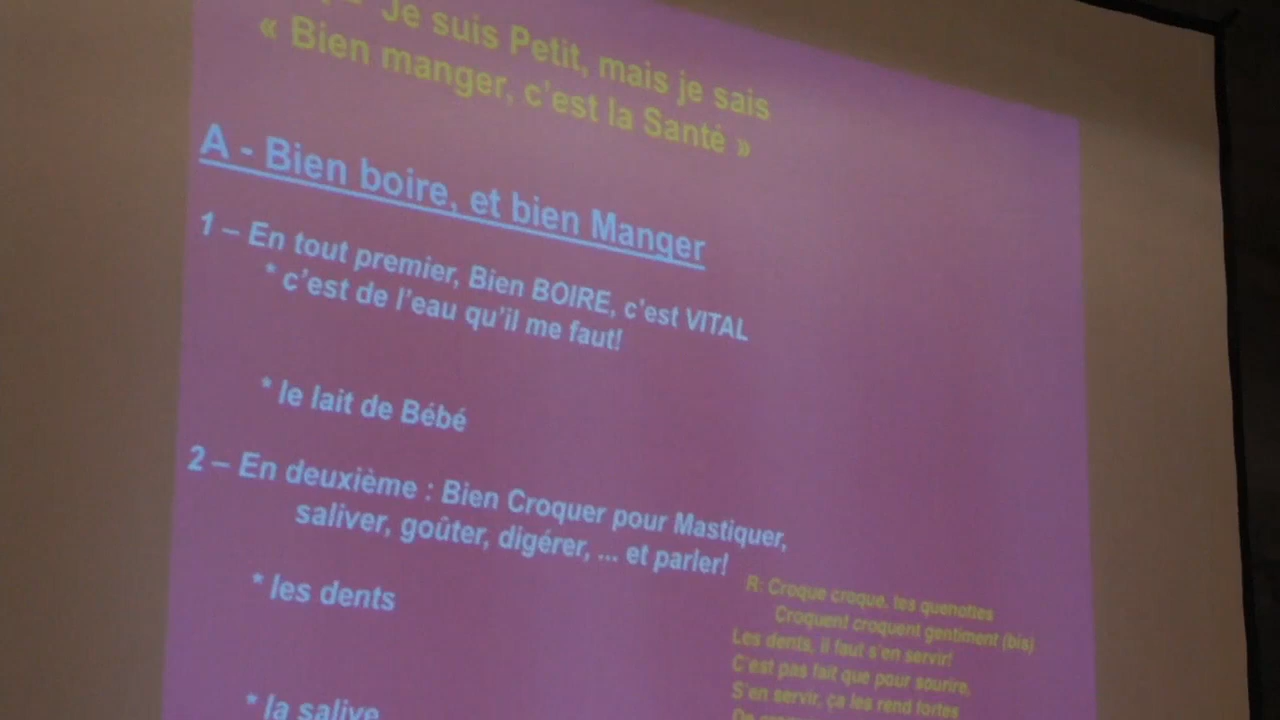 Je suis Petit, mais je sais
« Bien manger, c'est la Santé »
A - Bien boire, et bien Manger
1 – En tout premier, Bien BOIRE, c'est VITAL
* c'est de l'eau qu'il me faut!
* le lait de Bébé
2 – En deuxième : Bien Croquer pour Mastiquer,
saliver, goûter, digérer, ... et parler!
* les dents
* la salive
R: Croque croque, tes quenottes
Croquent croquent gentiment (bis)
Les dents, il faut s'en servir!
C'est pas fait que pour sourire,
S'en servir, ça les rend fortes